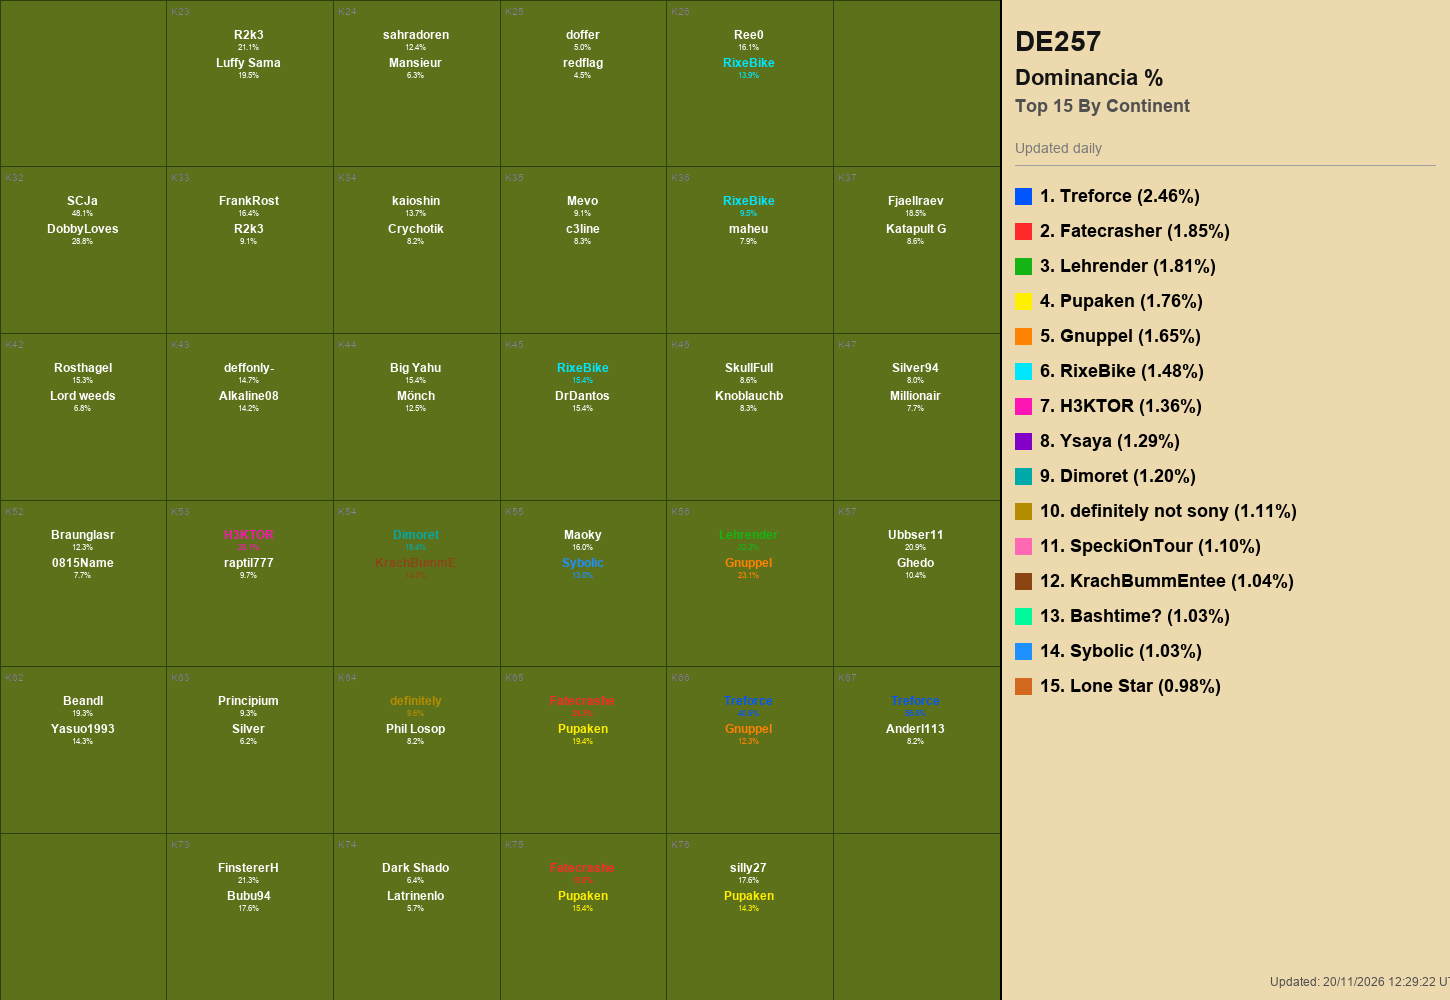 K23
R2k3
21.1%
Luffy Sama
19.5%
K24
sahradoren
12.4%
Mansieur
6.3%
K25
doffer
5.0%
redflag
4.5%
K26
Ree0
16.1%
RixeBike
13.9%
K32
SCJa
48.1%
DobbyLoves
28.8%
K33
FrankRost
16.4%
R2k3
9.1%
K34
kaioshin
13.7%
Crychotik
8.2%
K35
Mevo
9.1%
c3line
8.3%
K36
RixeBike
9.5%
maheu
7.9%
K37
Fjaellraev
18.5%
Katapult G
8.6%
K42
Rosthagel
15.3%
Lord weeds
6.8%
K43
deffonly-
14.7%
Alkaline08
14.2%
K44
Big Yahu
15.4%
Mönch
12.5%
K45
RixeBike
15.4%
DrDantos
15.4%
K46
SkullFull
8.6%
Knoblauchb
8.3%
K47
Silver94
8.0%
Millionair
7.7%
K52
Braunglasr
12.3%
0815Name
7.7%
K53
H3KTOR
raptil777
9.7%
K54
Dimoret
KrachBummE
K55
Maoky
16.0%
Sybolic
13.0%
K56
Lehrender
Gnuppel
23.1%
K57
Ubbser11
20.9%
Ghedo
10.4%
K62
Beandl
19.3%
Yasuo1993
14.3%
K63
Principium
9.3%
Silver
6.2%
K64
definitely
9.6%
Phil Losop
8.2%
K65
Fatecrashe
Pupaken
19.4%
K66
Treforce
Gnuppel
12.3%
K67
Treforce
Anderl113
8.2%
K73
FinstererH
21.3%
Bubu94
17.6%
K74
Dark Shado
6.4%
Latrinenlo
5.7%
K75
Fatecrashe
Pupaken
15.4%
K76
silly27
17.6%
Pupaken
14.3%
DE257
Dominancia %
Top 15 By Continent
Updated daily
1. Treforce (2.46%)
2. Fatecrasher (1.85%)
3. Lehrender (1.81%)
4. Pupaken (1.76%)
5. Gnuppel (1.65%)
6. RixeBike (1.48%)
7. H3KTOR (1.36%)
8. Ysaya (1.29%)
9. Dimoret (1.20%)
10. definitely not sony (1.11%)
11. SpeckiOnTour (1.10%)
12. KrachBummEntee (1.04%)
13. Bashtime? (1.03%)
14. Sybolic (1.03%)
15. Lone Star (0.98%)
Updated: 20/11/2026 12:29:22